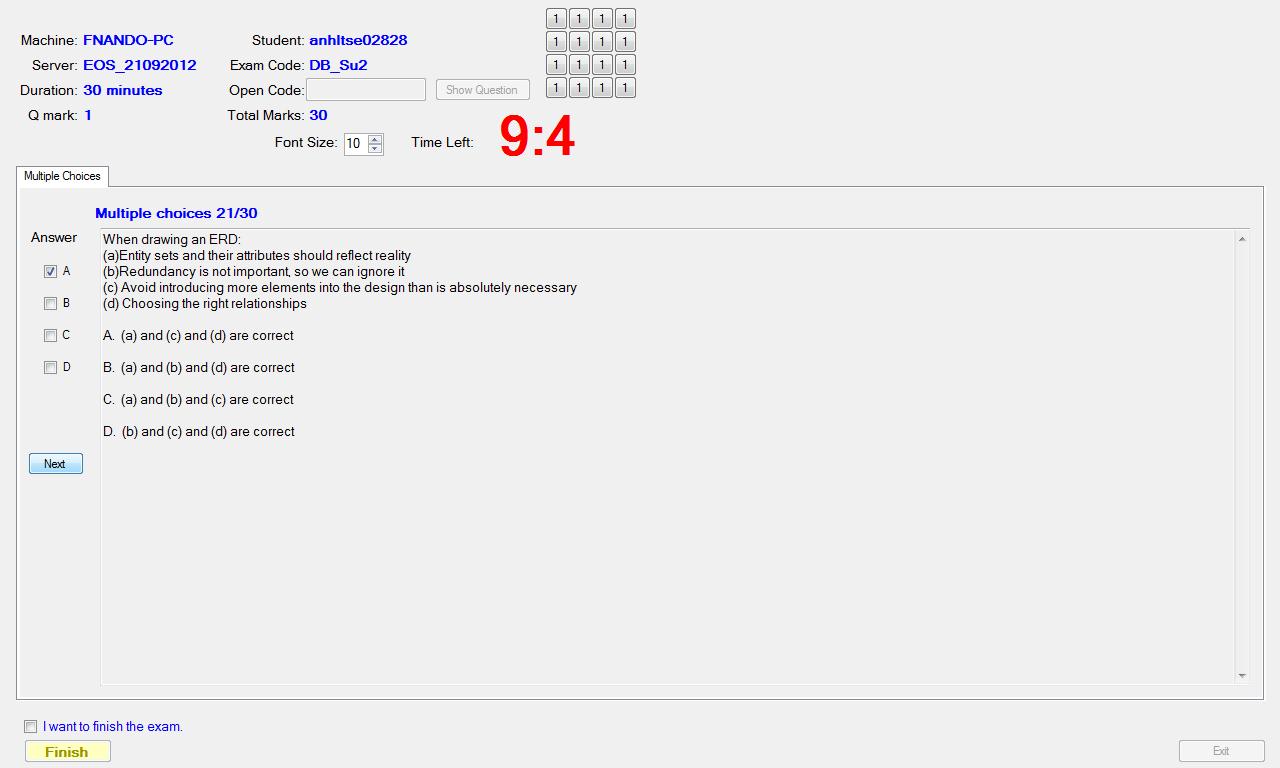 Machine: FNANDO-PC Student: anhltse02828
Server: EOS_21092012 Exam Code: DB_Su2
Duration: 30 minutes Open Code: Show Question
Q mark: 1 Total Marks: 30
Font Size: 10 Time Left: 9:4
1 1 1 1
1 1 1 1
1 1 1 1
1 1 1 1
Multiple Choices
Multiple choices 21/30
Answer
A
B
C
D
Next
When drawing an ERD:
(a)Entity sets and their attributes should reflect reality
(b)Redundancy is not important, so we can ignore it
(c) Avoid introducing more elements into the design than is absolutely necessary
(d) Choosing the right relationships
A. (a) and (c) and (d) are correct
B. (a) and (b) and (d) are correct
C. (a) and (b) and (c) are correct
D. (b) and (c) and (d) are correct
I want to finish the exam.
Finish
Exit